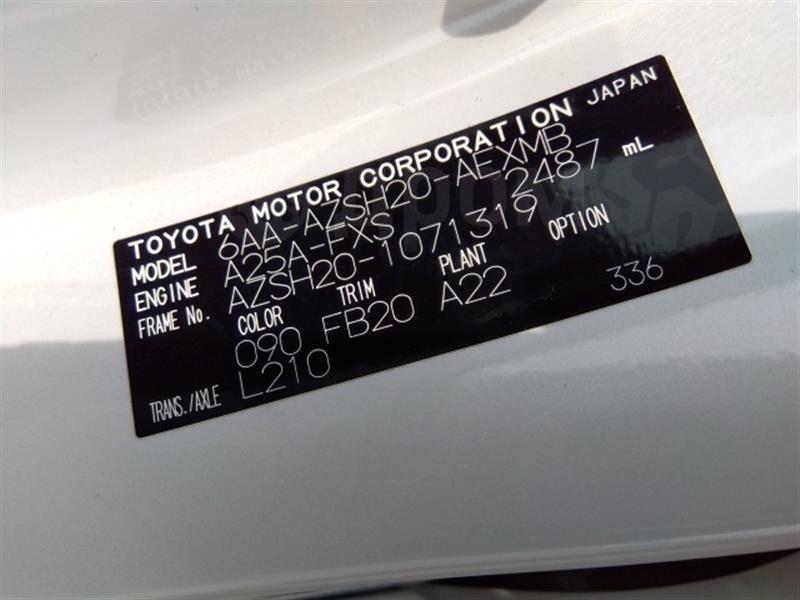 TOYOTA MOTOR CORPORATION JAPAN
MODEL 6AA-AZSH20-AEXMB
ENGINE A25A-FXS 2487 mL
FRAME No. AZSH20-1071319
COLOR TRIM PLANT OPTION
090 FB20 A22 336
TRANS./AXLE L210